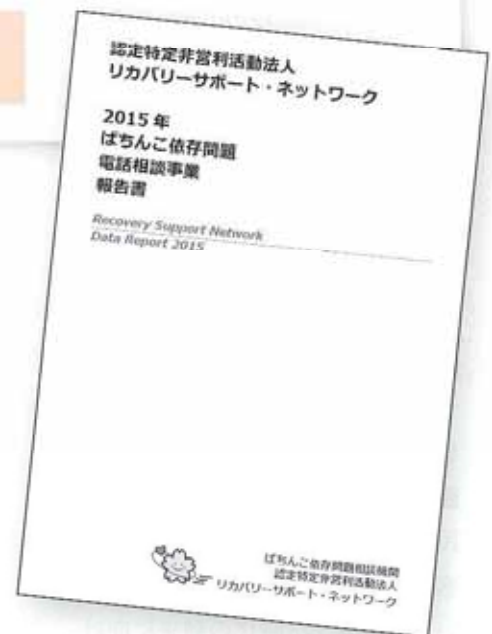 認定特定非営利活動法人
リカバリーサポート・ネットワーク
2015 年
ぱちんこ依存問題
電話相談事業
報告書
Recovery Support Network
Data Report 2015
ぱちんこ依存問題相談機関
認定特定非営利活動法人
リカバリーサポート・ネットワーク